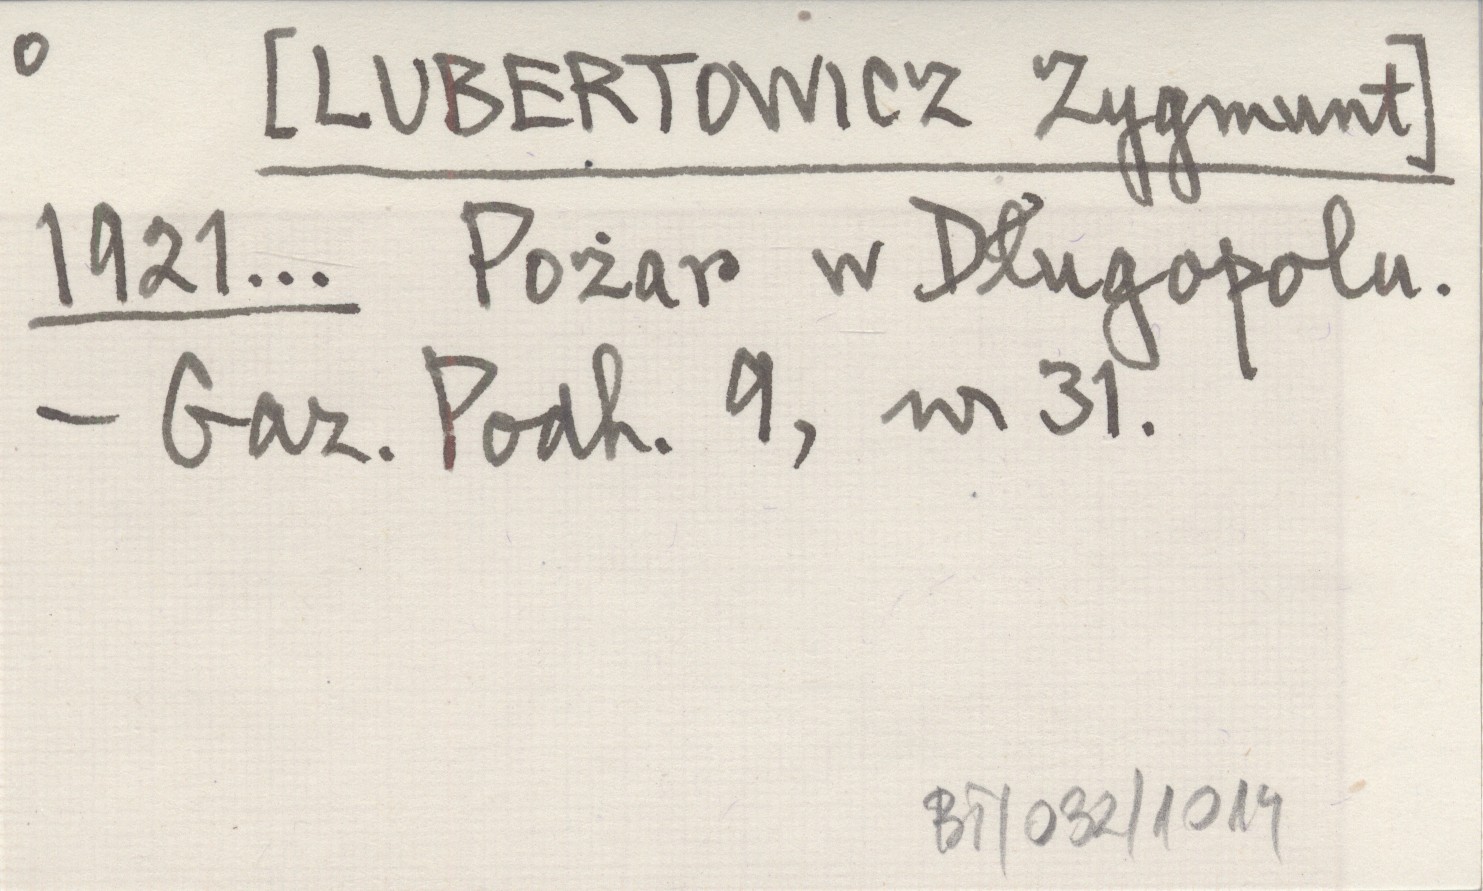 o [LUBERTOWICZ Zygmunt]
1921... Pożar w Długopolu.
- Gaz. Podh. 9, nr 31.
BT/032/1014